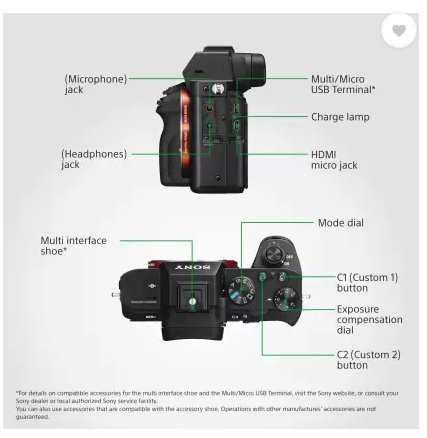 (Microphone)
jack
Multi/Micro
USB Terminal*
Charge lamp
(Headphones)
jack
HDMI
micro jack
Mode dial
Multi interface
shoe*
SONY
OFF
ON
MENU
C1 (Custom 1)
button
Exposure
compensation
dial
C2 (Custom 2)
button
*For details on compatible accessories for the multi interface shoe and the Multi/Micro USB Terminal, visit the Sony website, or consult your
Sony dealer or local authorized Sony service facility.
You can also use accessories that are compatible with the accessory shoe. Operations with other manufactures' accessories are not
guaranteed.